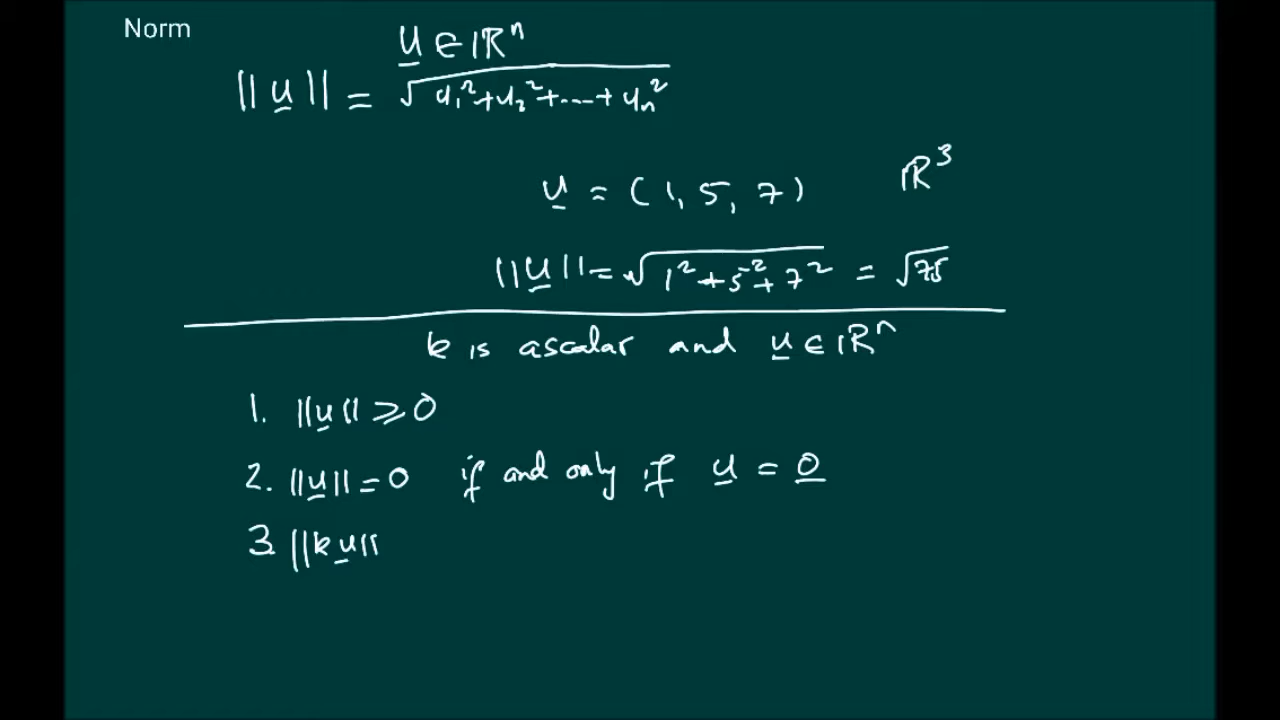 Norm
u ∈ ℝⁿ
||u|| = √(u₁² + u₂² + .... + uₙ²)
u = (1, 5, 7) ℝ³
||u|| = √(1² + 5² + 7²) = √75
k is ascalar and u ∈ ℝⁿ
1. ||u|| ⩾ 0
2. ||u|| = 0 if and only if u = 0
3. ||ku||